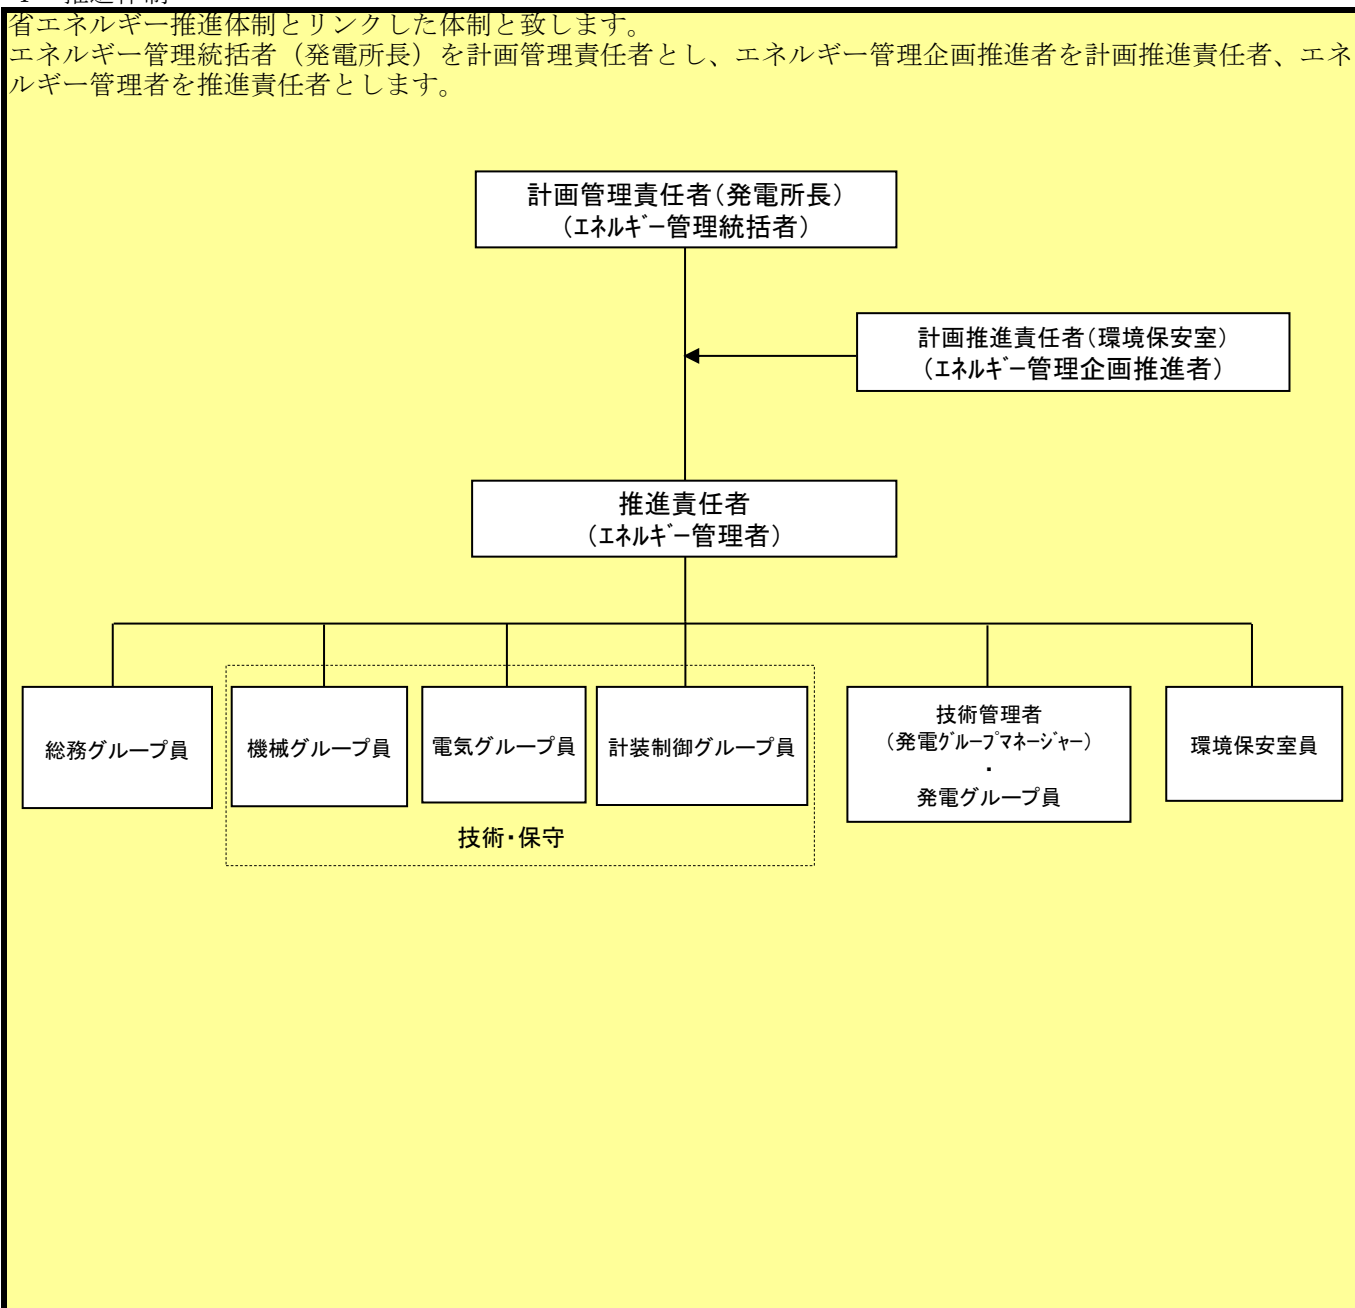 省エネルギー推進体制とリンクした体制と致します。
エネルギー管理統括者（発電所長）を計画管理責任者とし、エネルギー管理企画推進者を計画推進責任者、エネ
ルギー管理者を推進責任者とします。
計画管理責任者（発電所長）
（ｴﾈﾙｷﾞｰ管理統括者）
計画推進責任者（環境保安室）
（ｴﾈﾙｷﾞｰ管理企画推進者）
推進責任者
（ｴﾈﾙｷﾞｰ管理者）
総務グループ員
機械グループ員
電気グループ員
計装制御グループ員
技術管理者
（発電ｸﾞﾙｰﾌﾟﾏﾈｰｼﾞｬｰ）
・
発電グループ員
環境保安室員
技術・保守